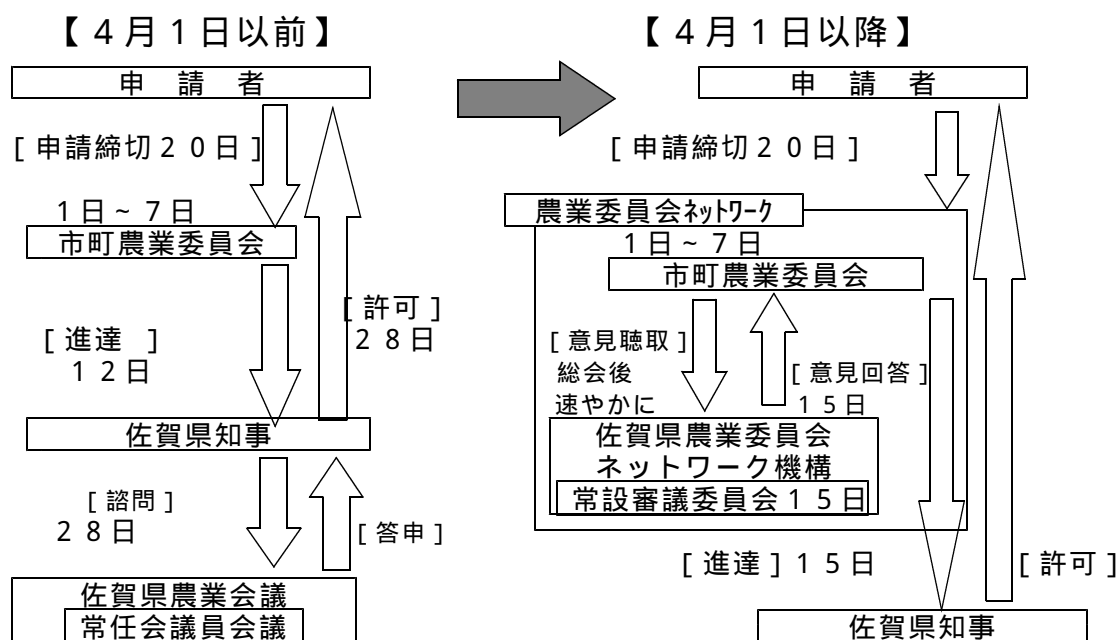 【4月1日以前】
申 請 者
[申請締切20日]
1日~7日
市町農業委員会
[進達 ]
12日
[許可]
28日
佐賀県知事
[諮問]
28日
[答申]
佐賀県農業会議
常任会議員会議
【4月1日以降】
申 請 者
[申請締切20日]
農業委員会ﾈｯﾄﾜｰｸ
1日~7日
市町農業委員会
[意見聴取]
総会後
速やかに
[意見回答]
15日
佐賀県農業委員会
ネットワーク機構
常設審議委員会15日
[進達]15日
[許可]
佐賀県知事